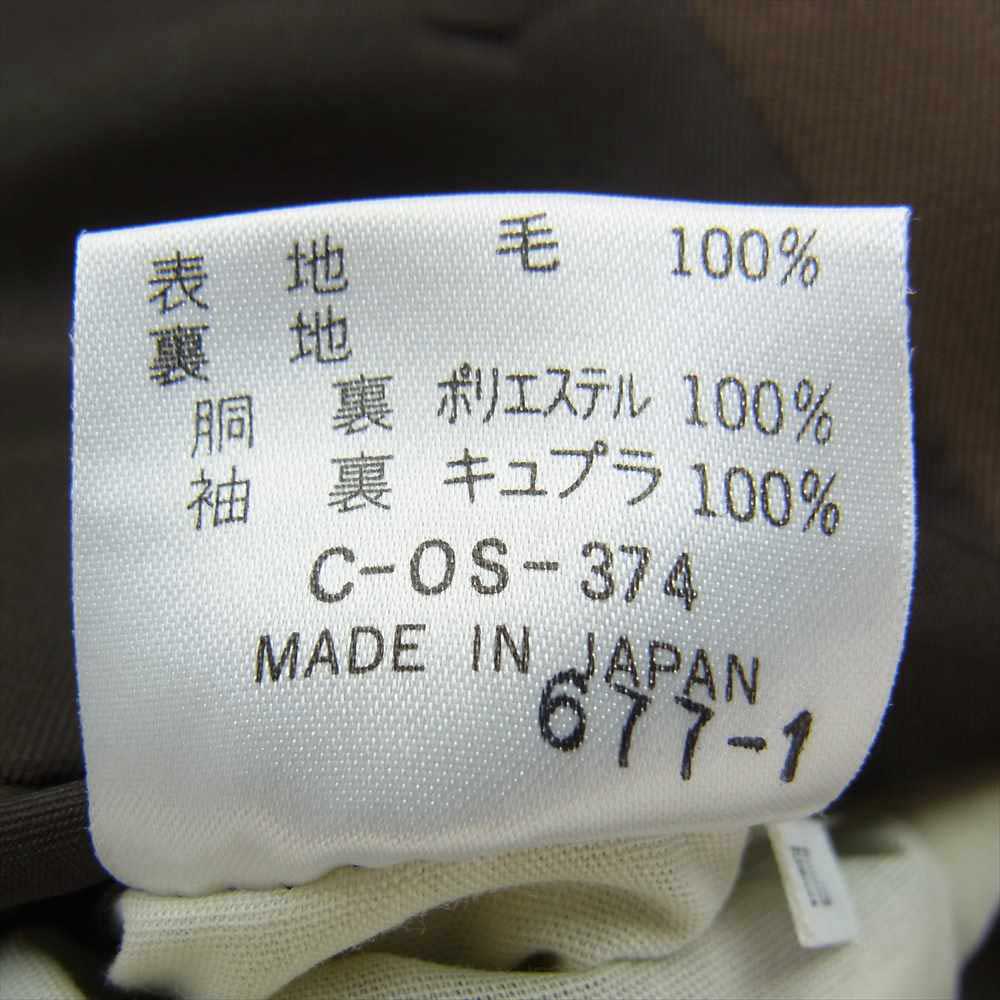 表 地 毛 100%
裏 地
胴 裏 ポリエステル 100%
袖 裏 キュプラ 100%
C-OS-374
MADE IN JAPAN
677-1